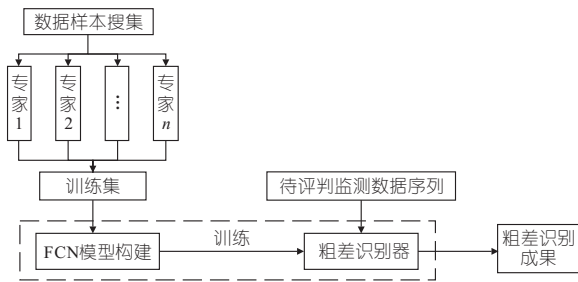 数据样本搜集
专家1
专家2
⋮
专家n
训练集
待评判监测数据序列
FCN模型构建
训练
粗差识别器
粗差识别
成果